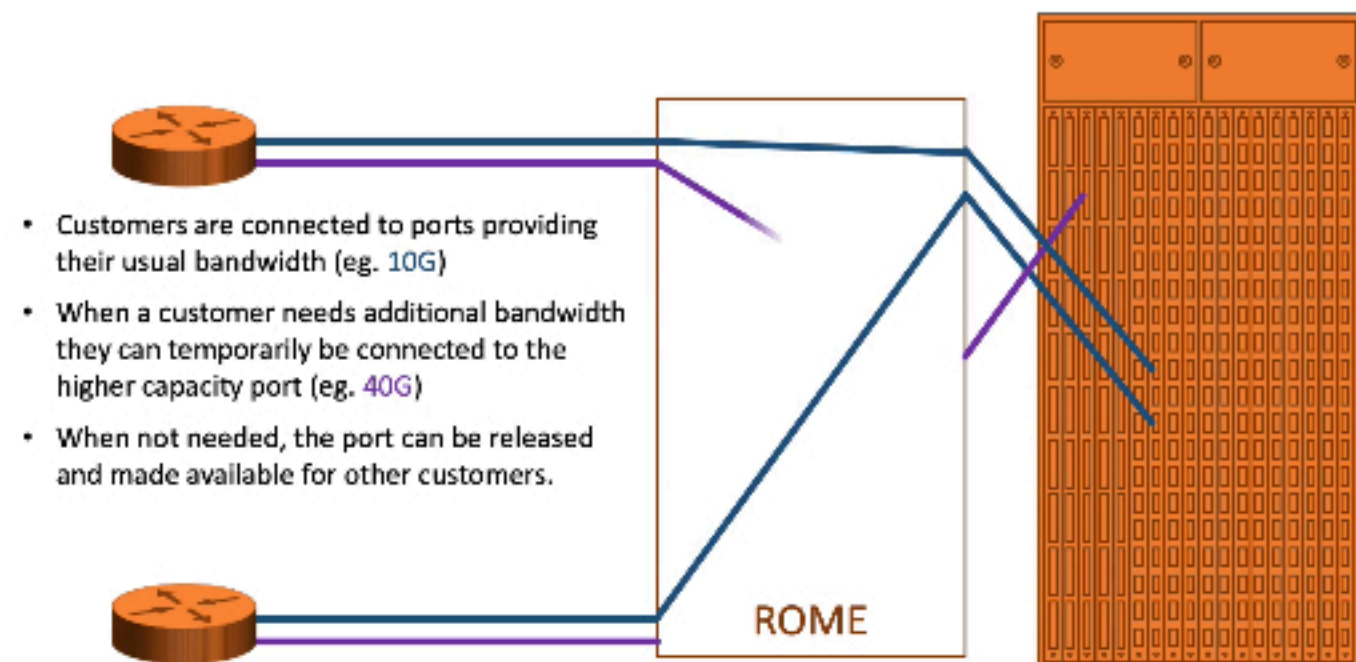 • Customers are connected to ports providing
their usual bandwidth (eg. 10G)
• When a customer needs additional bandwidth
they can temporarily be connected to the
higher capacity port (eg. 40G)
• When not needed, the port can be released
and made available for other customers.
ROME